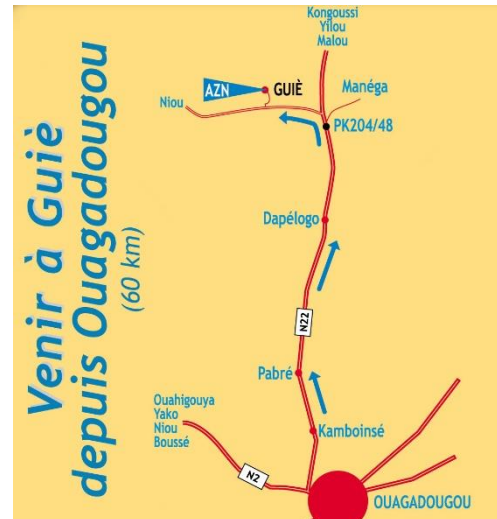 Venir à Guiè
depuis Ouagadougou
(60 km)
Kongoussi
Yilou
Malou
AZN
GUIÈ
Manéga
Niou
PK204/48
Dapélogo
N22
Pabré
Ouahigouya
Yako
Niou
Boussé
Kamboinsé
N2
OUAGADOUGOU